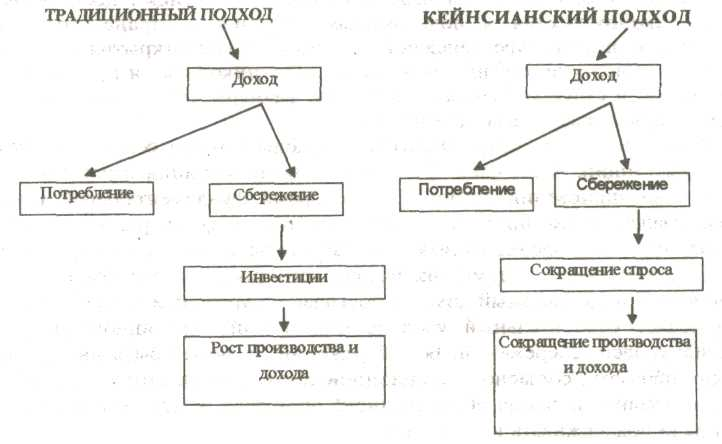 ТРАДИЦИОННЫЙ ПОДХОД
Доход
Потребление
Сбережение
Инвестиции
Рост производства и
дохода
КЕЙНСИАНСКИЙ ПОДХОД
Доход
Потребление
Сбережение
Сокращение спроса
Сокращение производства
и дохода